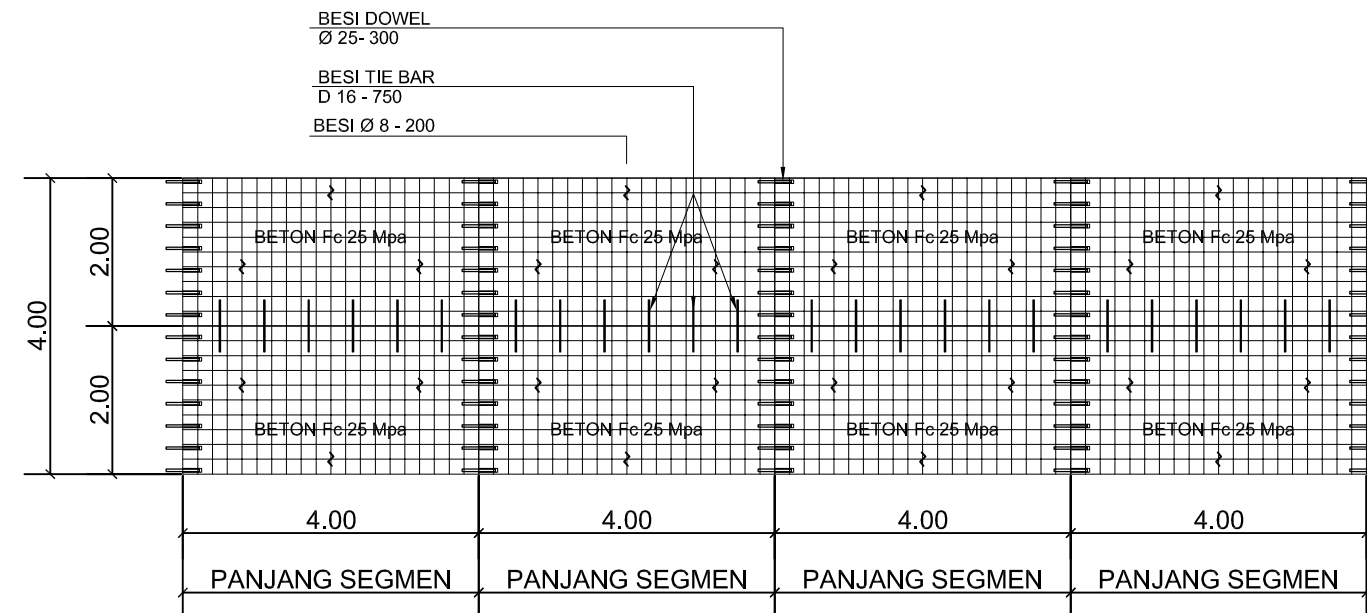 BESI DOWEL
Ø 25- 300
BESI TIE BAR
D 16 - 750
BESI Ø 8 - 200
2.00
4.00
2.00
BETON Fc 25 Mpa
BETON Fc 25 Mpa
BETON Fc 25 Mpa
BETON Fc 25 Mpa
BETON Fc 25 Mpa
BETON Fc 25 Mpa
BETON Fc 25 Mpa
BETON Fc 25 Mpa
4.00
4.00
4.00
4.00
PANJANG SEGMEN
PANJANG SEGMEN
PANJANG SEGMEN
PANJANG SEGMEN